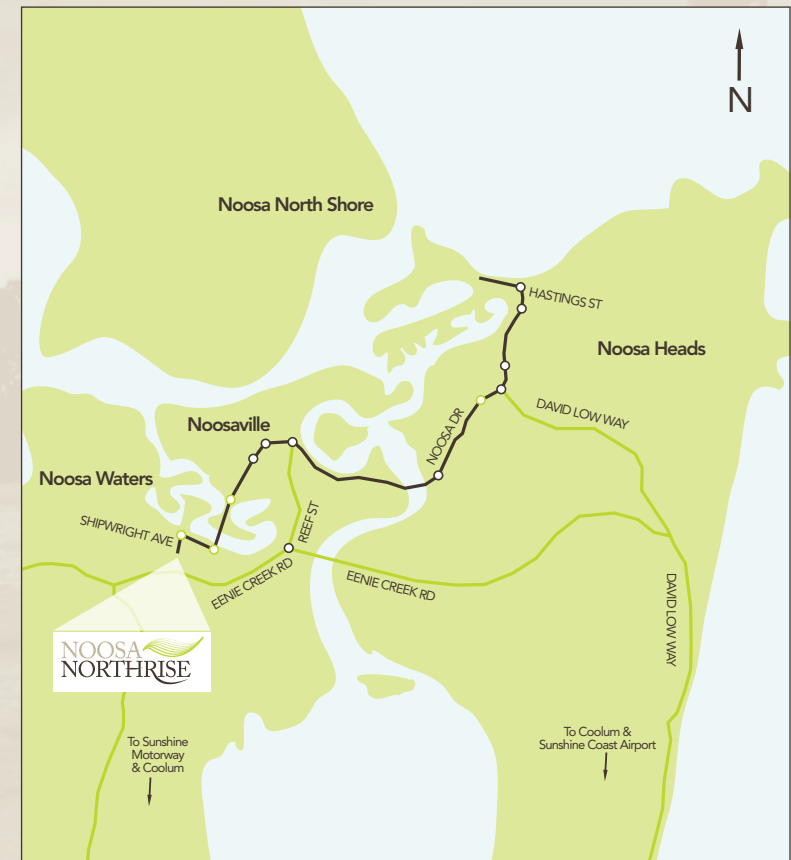 N
Noosa North Shore
HASTINGS ST
Noosa Heads
DAVID LOW WAY
NOOSA DR
Noosaville
Noosa Waters
SHIPWRIGHT AVE
REEF ST
EENIE CREEK RD
EENIE CREEK RD
DAVID LOW WAY
NOOSA
NORTHRISE
To Sunshine
Motorway
& Coolum
To Coolum &
Sunshine Coast Airport